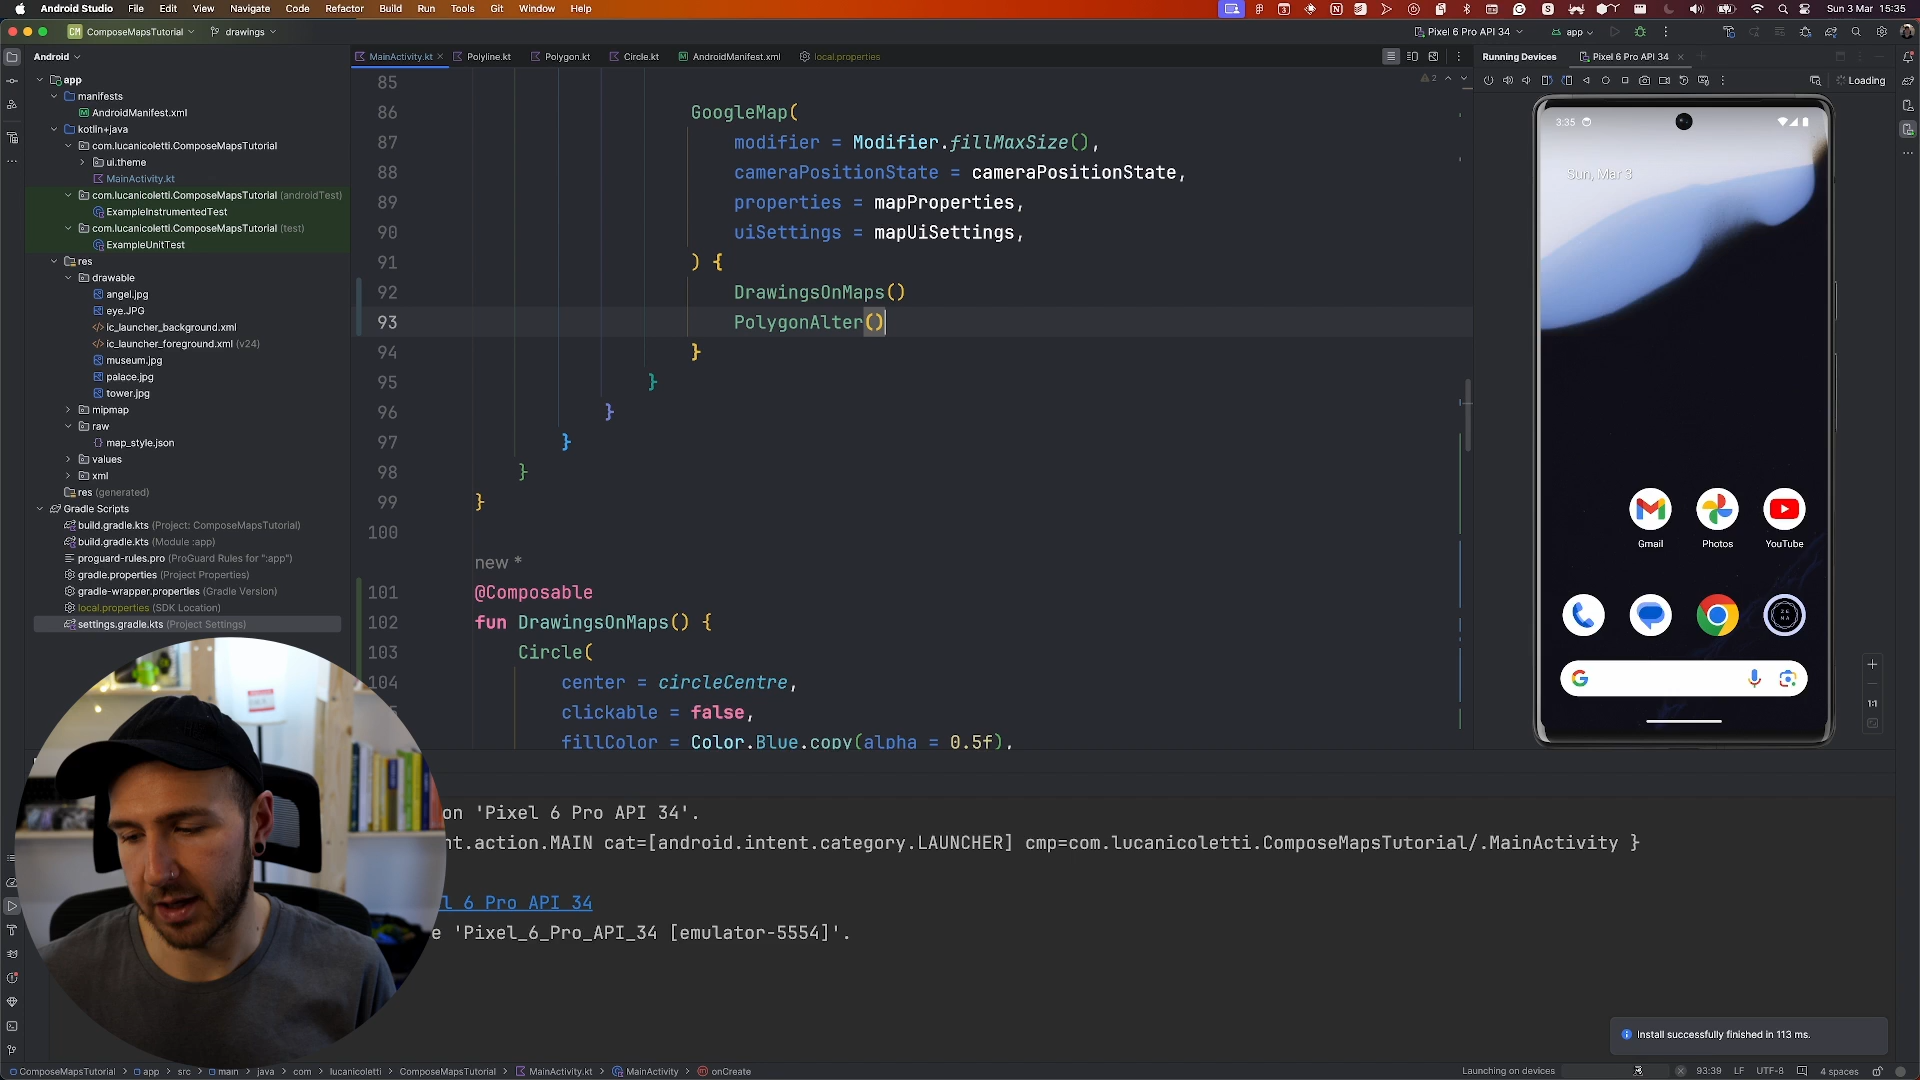 Android Studio File Edit View Navigate Code Refactor Build Run Tools Git Window Help
Sun 3 Mar 15:35
CM ComposeMapsTutorial drawings
Pixel 6 Pro API 34 app
Android
MainActivity.kt Polyline.kt Polygon.kt Circle.kt AndroidManifest.xml local.properties
Running Devices Pixel 6 Pro API 34
Loading
app
manifests
AndroidManifest.xml
kotlin+java
com.lucanicoletti.ComposeMapsTutorial
ui.theme
MainActivity.kt
com.lucanicoletti.ComposeMapsTutorial (androidTest)
ExampleInstrumentedTest
com.lucanicoletti.ComposeMapsTutorial (test)
ExampleUnitTest
res
drawable
angel.jpg
eye.JPG
ic_launcher_background.xml
ic_launcher_foreground.xml (v24)
museum.jpg
palace.jpg
tower.jpg
mipmap
raw
map_style.json
values
xml
res (generated)
Gradle Scripts
build.gradle.kts (Project: ComposeMapsTutorial)
build.gradle.kts (Module :app)
proguard-rules.pro (ProGuard Rules for ":app")
gradle.properties (Project Properties)
gradle-wrapper.properties (Gradle Version)
local.properties (SDK Location)
settings.gradle.kts (Project Settings)
2
85
86 GoogleMap(
87 modifier = Modifier.fillMaxSize(),
88 cameraPositionState = cameraPositionState,
89 properties = mapProperties,
90 uiSettings = mapUiSettings,
91 ) {
92 DrawingsOnMaps()
93 PolygonAlter()
94 }
95 }
96 }
97 }
98 }
99 }
100
new *
101 @Composable
102 fun DrawingsOnMaps() {
103 Circle(
104 center = circleCentre,
clickable = false,
fillColor = Color.Blue.copy(alpha = 0.5f),
3:35
Sun, Mar 3
Gmail Photos YouTube
1:1
on 'Pixel 6 Pro API 34'.
nt.action.MAIN cat=[android.intent.category.LAUNCHER] cmp=com.lucanicoletti.ComposeMapsTutorial/.MainActivity }
l 6 Pro API 34
e 'Pixel_6_Pro_API_34 [emulator-5554]'.
Install successfully finished in 113 ms.
ComposeMapsTutorial app src main java com lucanicoletti ComposeMapsTutorial MainActivity.kt MainActivity onCreate
Launching on devices 93:39 LF UTF-8 4 spaces